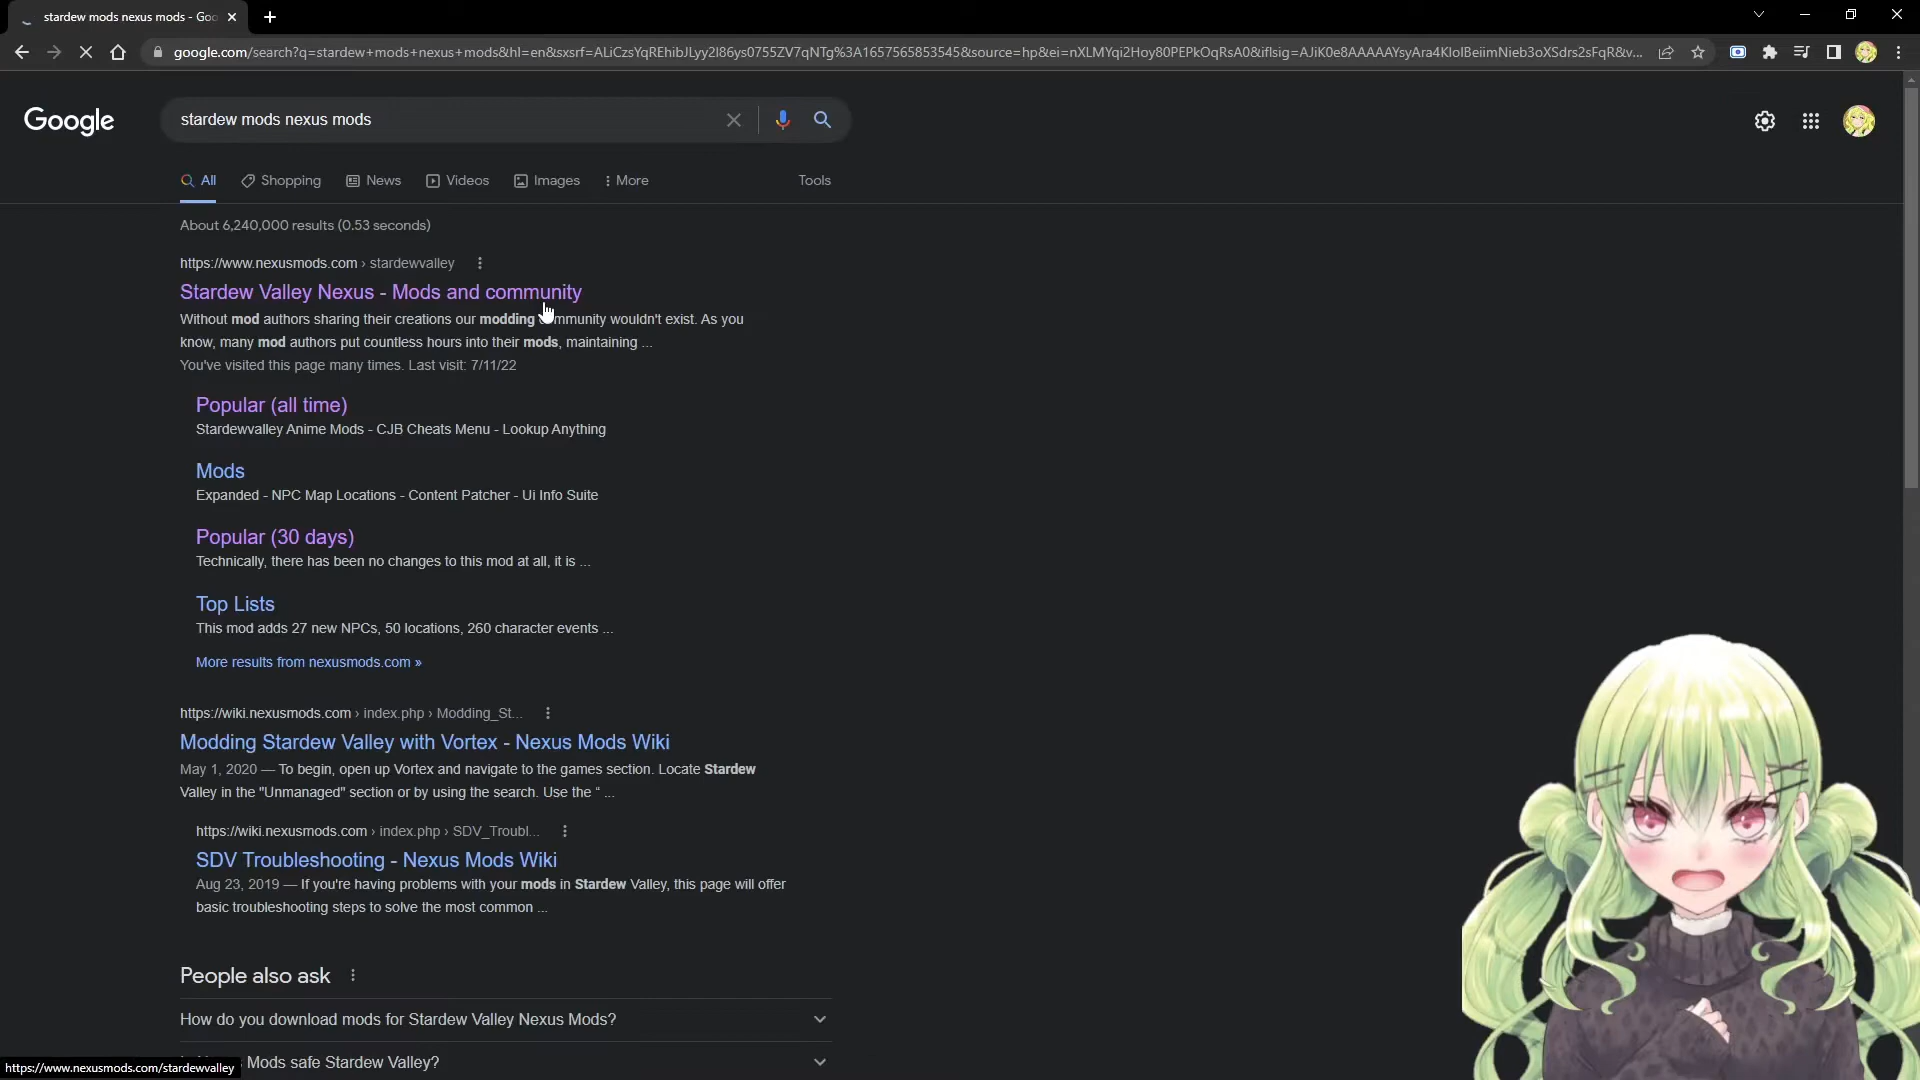 stardew mods nexus mods - Goo
google.com/search?q=stardew+mods+nexus+mods&hl=en&sxsrf=ALiCzsYqREhibJLyy2I86ys0755ZV7qNTg%3A1657565853545&source=hp&ei=nXLMYqi2Hoy80PEPkOqRsA0&iflsig=AJiK0e8AAAAAYsyAra4KIolBeiimNieb3oXSdrs2sFqR&v...
Google
stardew mods nexus mods
All Shopping News Videos Images More Tools
About 6,240,000 results (0.53 seconds)
https://www.nexusmods.com › stardewvalley
Stardew Valley Nexus - Mods and community
Without mod authors sharing their creations our modding community wouldn't exist. As you
know, many mod authors put countless hours into their mods, maintaining ...
You've visited this page many times. Last visit: 7/11/22
Popular (all time)
Stardewvalley Anime Mods - CJB Cheats Menu - Lookup Anything
Mods
Expanded - NPC Map Locations - Content Patcher - Ui Info Suite
Popular (30 days)
Technically, there has been no changes to this mod at all, it is ...
Top Lists
This mod adds 27 new NPCs, 50 locations, 260 character events ...
More results from nexusmods.com »
https://wiki.nexusmods.com › index.php › Modding_St...
Modding Stardew Valley with Vortex - Nexus Mods Wiki
May 1, 2020 — To begin, open up Vortex and navigate to the games section. Locate Stardew
Valley in the "Unmanaged" section or by using the search. Use the “ ...
https://wiki.nexusmods.com › index.php › SDV_Troubl...
SDV Troubleshooting - Nexus Mods Wiki
Aug 23, 2019 — If you're having problems with your mods in Stardew Valley, this page will offer
basic troubleshooting steps to solve the most common ...
People also ask
How do you download mods for Stardew Valley Nexus Mods?
Mods safe Stardew Valley?
https://www.nexusmods.com/stardewvalley